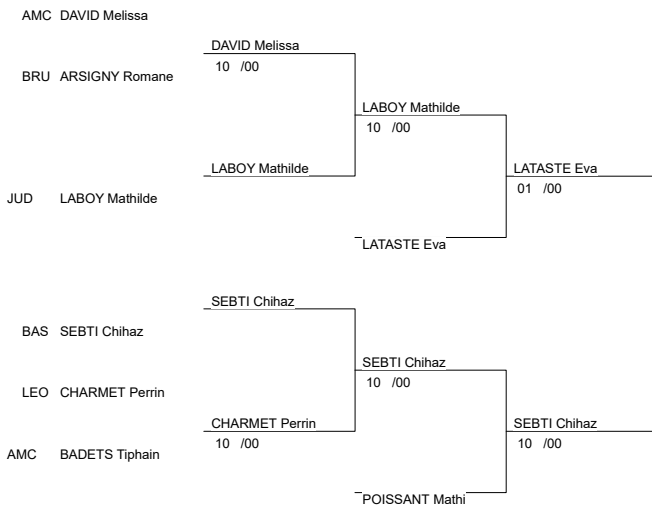 AMC DAVID Melissa
DAVID Melissa
10 /00
BRU ARSIGNY Romane
LABOY Mathilde
10 /00
LABOY Mathilde
LATASTE Eva
01 /00
JUD LABOY Mathilde
LATASTE Eva
SEBTI Chihaz
BAS SEBTI Chihaz
SEBTI Chihaz
10 /00
LEO CHARMET Perrin
CHARMET Perrin
10 /00
SEBTI Chihaz
10 /00
AMC BADETS Tiphain
POISSANT Mathi